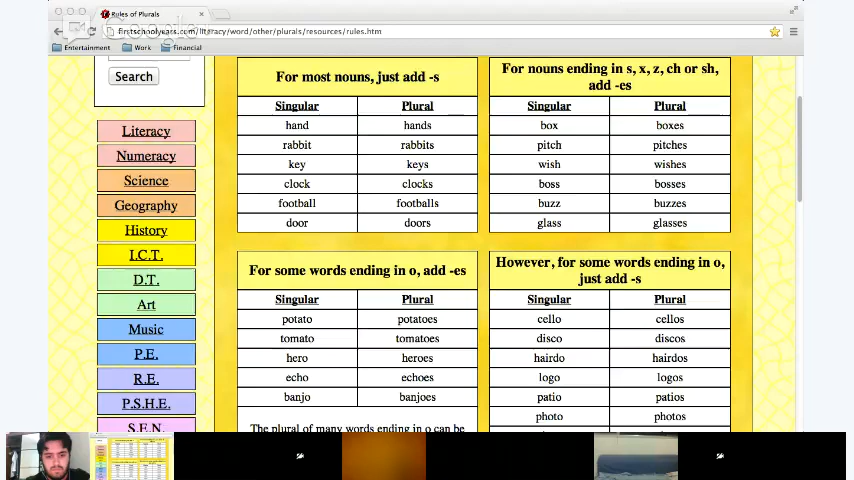 Rules of Plurals
firstschoolyears.com/literacy/word/other/plurals/resources/rules.htm
Entertainment Work Financial
Google
Search
Literacy
Numeracy
Science
Geography
History
I.C.T.
D.T.
Art
Music
P.E.
R.E.
P.S.H.E.
S.E.N.
For most nouns, just add -s
Singular Plural
hand hands
rabbit rabbits
key keys
clock clocks
football footballs
door doors
For nouns ending in s, x, z, ch or sh,
add -es
Singular Plural
box boxes
pitch pitches
wish wishes
boss bosses
buzz buzzes
glass glasses
For some words ending in o, add -es
Singular Plural
potato potatoes
tomato tomatoes
hero heroes
echo echoes
banjo banjoes
The plural of many words ending in o can be
However, for some words ending in o,
just add -s
Singular Plural
cello cellos
disco discos
hairdo hairdos
logo logos
patio patios
photo photos